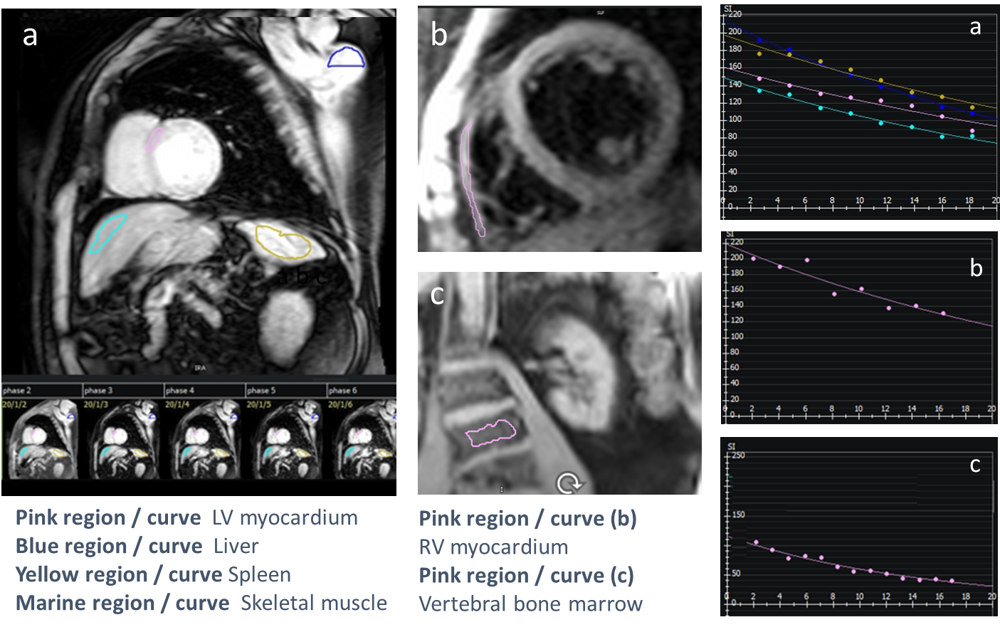 a
a b c
IRA
phase 2 phase 3 phase 4 phase 5 phase 6
20/1/2 20/1/3 20/1/4 20/1/5 20/1/6
Pink region / curve LV myocardium
Blue region / curve Liver
Yellow region / curve Spleen
Marine region / curve Skeletal muscle
b
c
Pink region / curve (b)
RV myocardium
Pink region / curve (c)
Vertebral bone marrow
SI
a
220
200
180
160
140
120
100
80
60
40
20
0
0 2 4 6 8 10 12 14 16 18 20
SI
b
220
200
180
160
140
120
100
80
60
40
20
0
0 2 4 6 8 10 12 14 16 18 20
SI
c
250
150
50
0 2 4 6 8 10 12 14 16 18 20